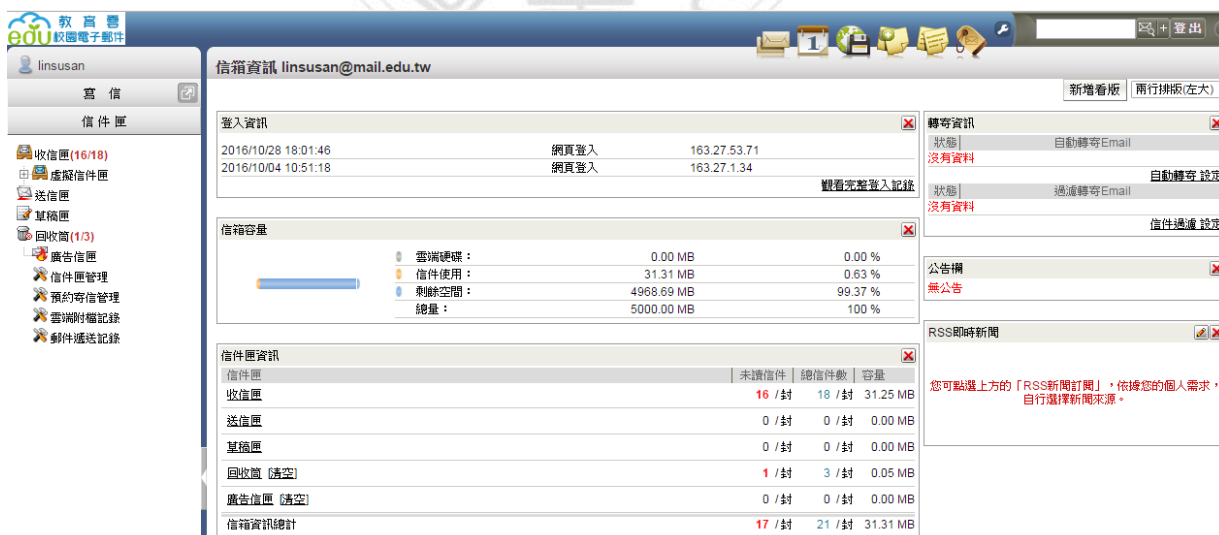 教育雲
edu校園電子郵件
1
登出
linsusan
信箱資訊 linsusan@mail.edu.tw
寫 信
新增看版 兩行排版(左大)
信件匣
收信匣(16/18)
虛擬信件匣
送信匣
草稿匣
回收筒(1/3)
廣告信匣
信件匣管理
預約寄信管理
雲端附檔記錄
郵件遞送記錄
登入資訊
2016/10/28 18:01:46 網頁登入 163.27.53.71
2016/10/04 10:51:18 網頁登入 163.27.1.34
觀看完整登入記錄
信箱容量
雲端硬碟： 0.00 MB 0.00 %
信件使用： 31.31 MB 0.63 %
剩餘空間： 4968.69 MB 99.37 %
總量： 5000.00 MB 100 %
信件匣資訊
信件匣 未讀信件 總信件數 容量
收信匣 16 /封 18 /封 31.25 MB
送信匣 0 /封 0 /封 0.00 MB
草稿匣 0 /封 0 /封 0.00 MB
回收筒 [清空] 1 /封 3 /封 0.05 MB
廣告信匣 [清空] 0 /封 0 /封 0.00 MB
信箱資訊總計 17 /封 21 /封 31.31 MB
轉寄資訊
狀態 自動轉寄Email
沒有資料
自動轉寄 設定
狀態 過濾轉寄Email
沒有資料
信件過濾 設定
公告欄
無公告
RSS即時新聞
您可點選上方的「RSS新聞訂閱」，依據您的個人需求，
自行選擇新聞來源。